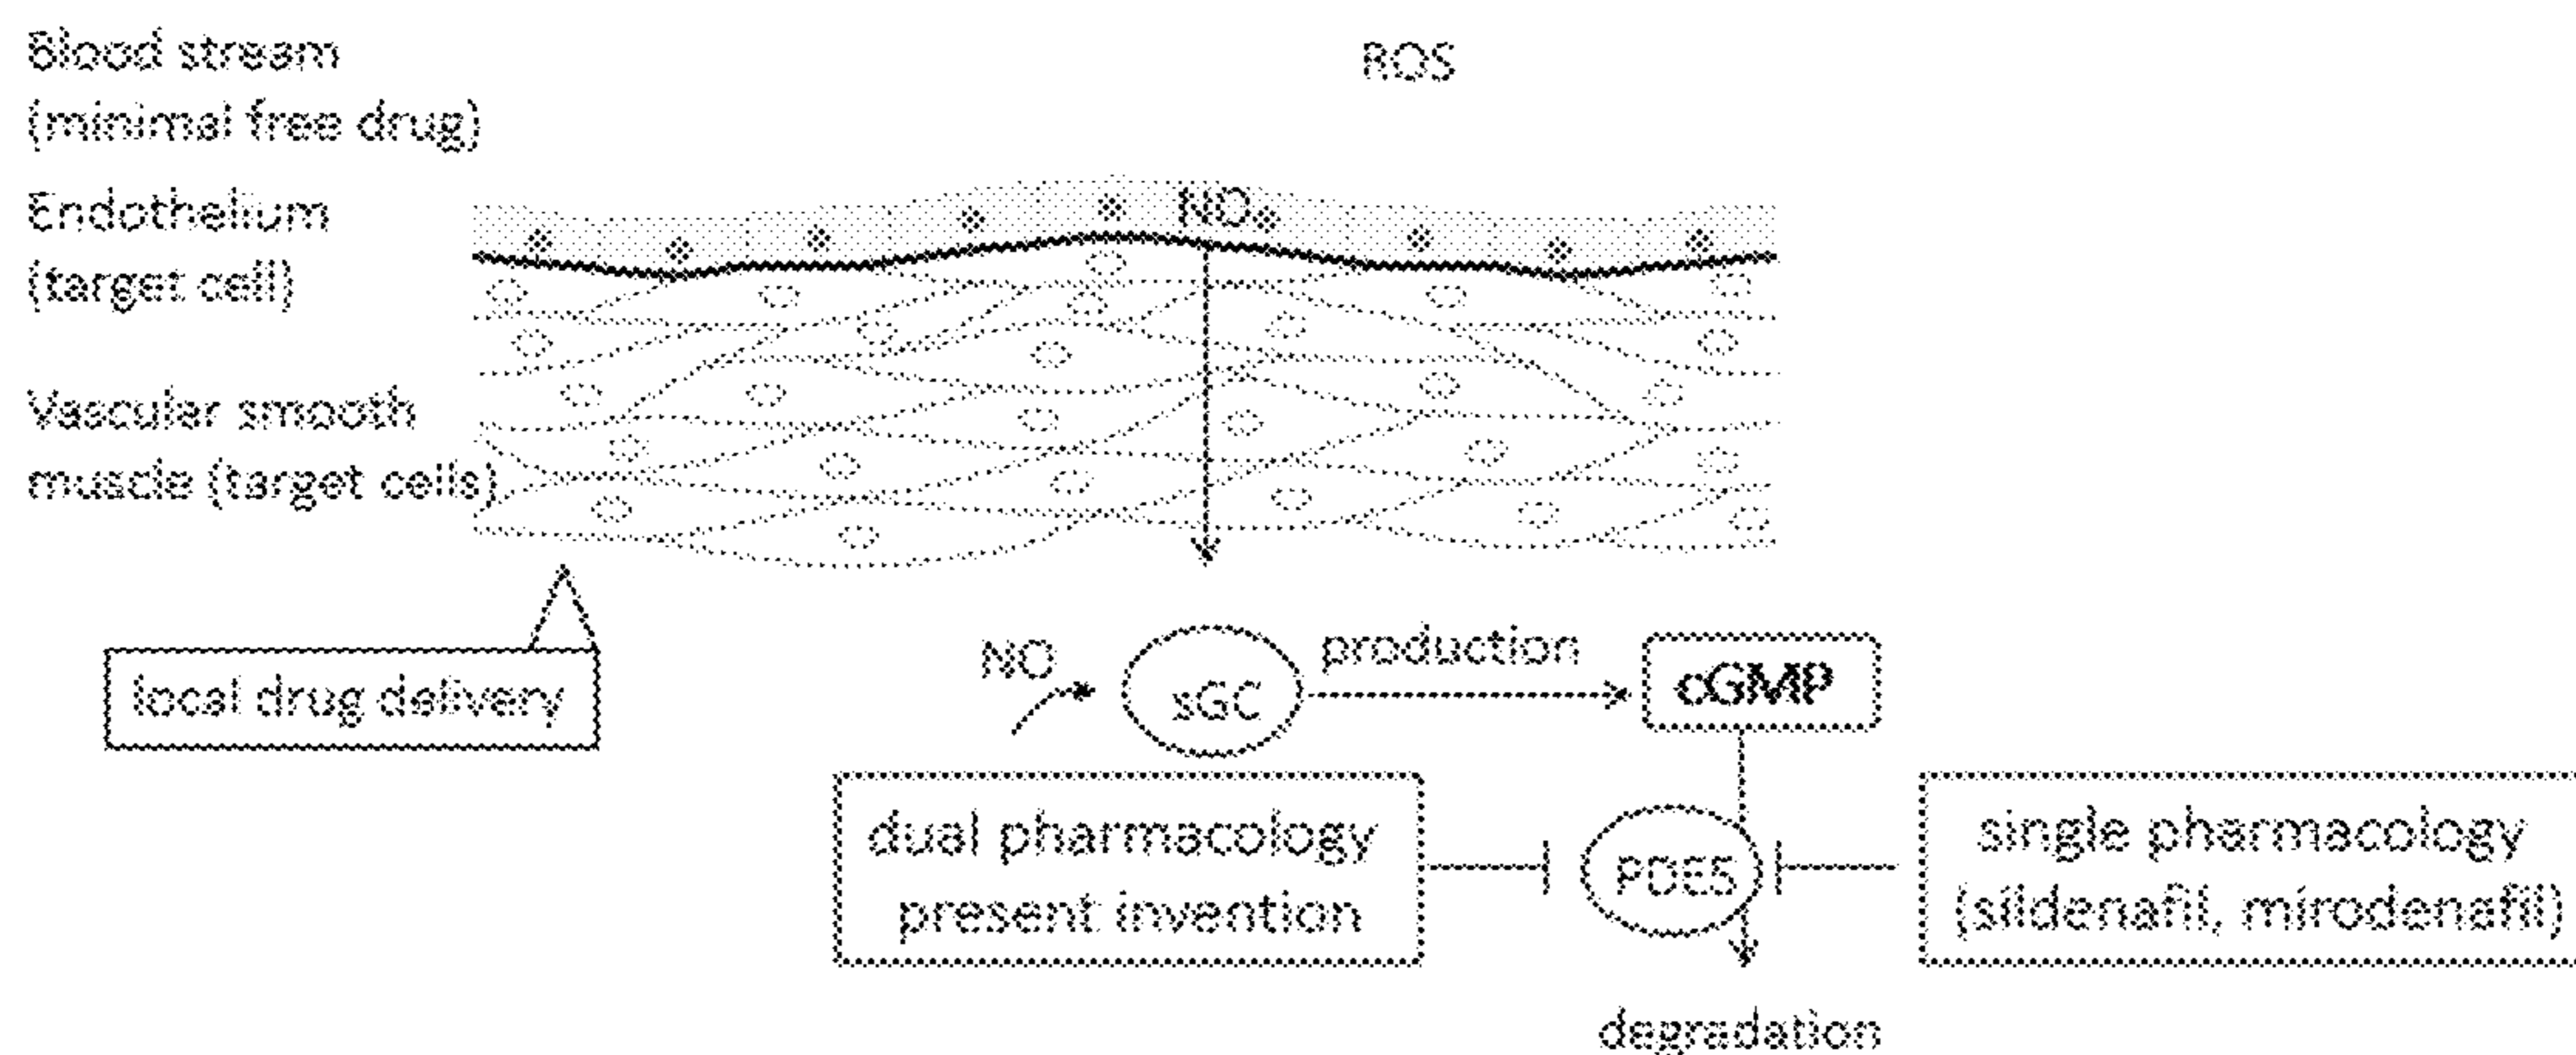 Blood stream
(minimal free drug)
ROS
Endothelium
(target cell)
NO
Vascular smooth
muscle (target cells)
local drug delivery
NO
sGC
production
cGMP
dual pharmacology
present invention
PDE5
single pharmacology
(sildenafil, mirodenafil)
degradation